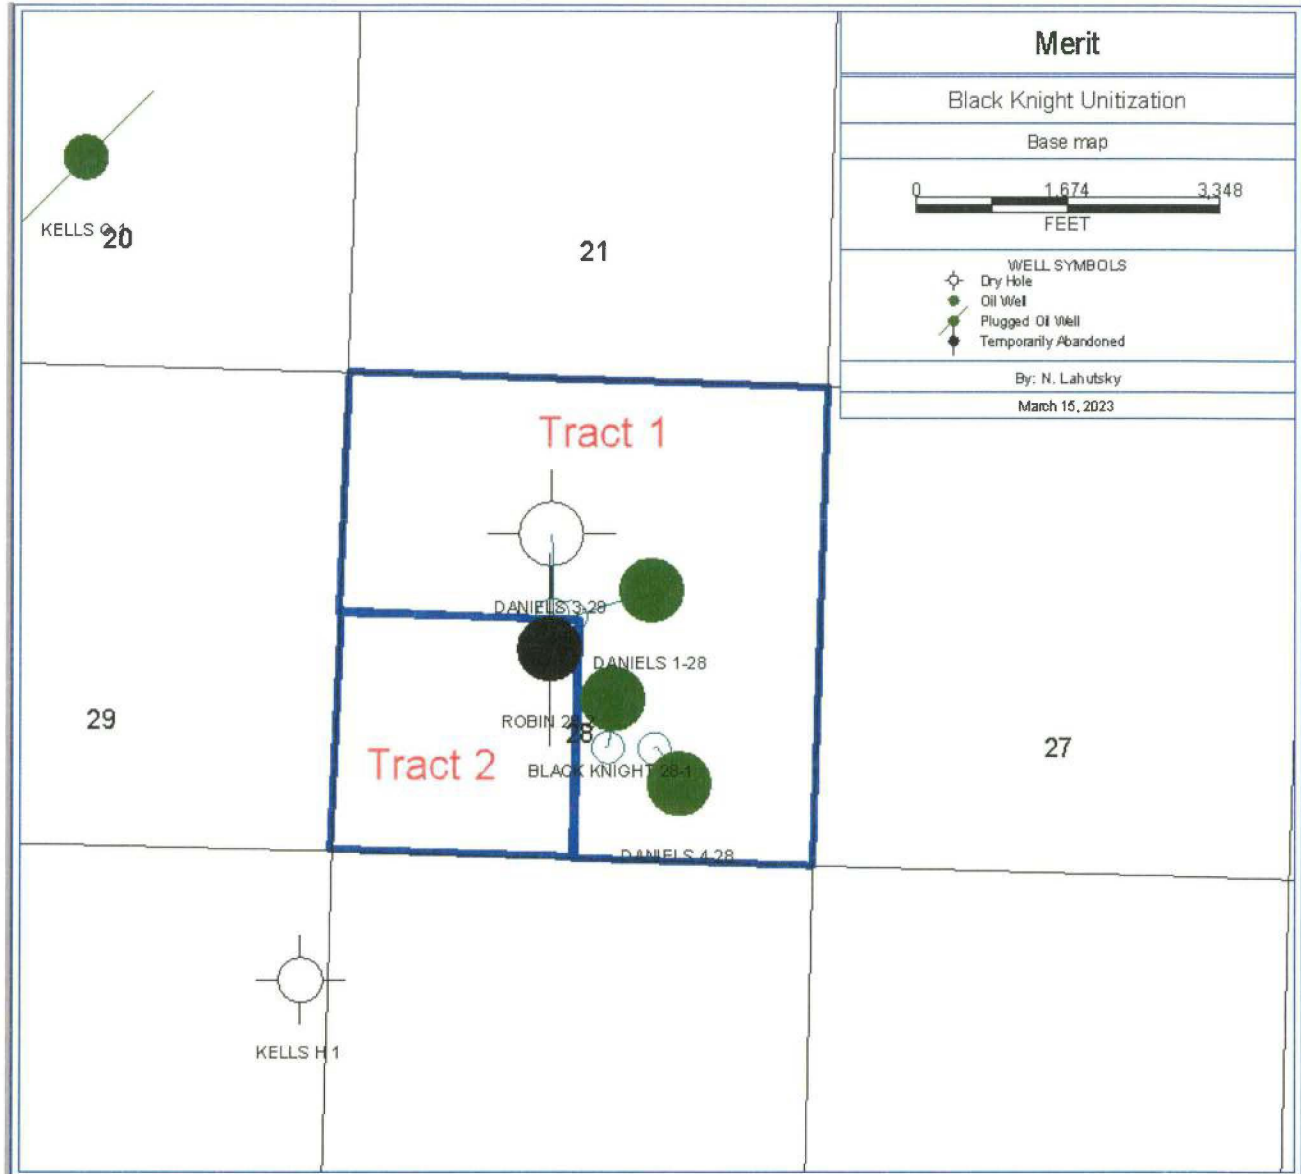 Merit
Black Knight Unitization
Base map
0 1,674 3,348
FEET
WELL SYMBOLS
Dry Hole
Oil Well
Plugged Oil Well
Temporarily Abandoned
By: N. Lahutsky
March 15, 2023
KELLS
20
21
Tract 1
DANIELS 3-28
DANIELS 1-28
29
ROBIN
28
27
Tract 2
BLACK KNIGHT 28-1
DANIELS 4-28
KELLS H 1